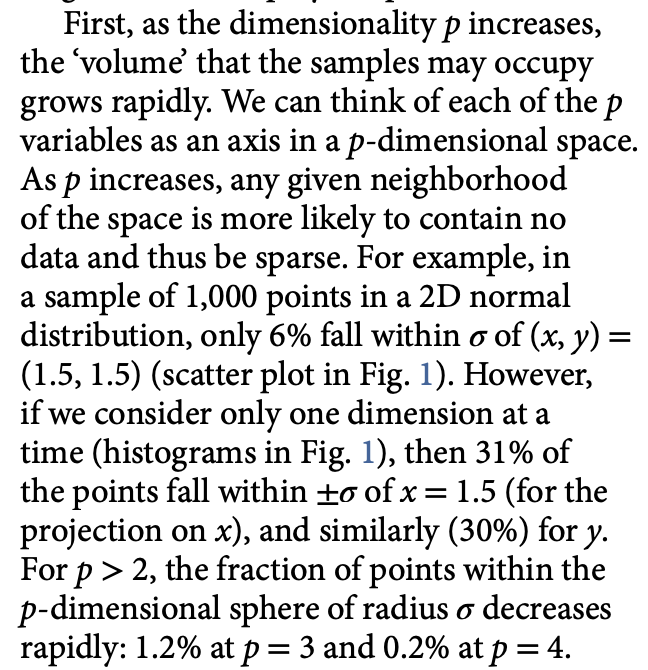 First, as the dimensionality p increases,
the ‘volume’ that the samples may occupy
grows rapidly. We can think of each of the p
variables as an axis in a p-dimensional space.
As p increases, any given neighborhood
of the space is more likely to contain no
data and thus be sparse. For example, in
a sample of 1,000 points in a 2D normal
distribution, only 6% fall within σ of (x, y) =
(1.5, 1.5) (scatter plot in Fig. 1). However,
if we consider only one dimension at a
time (histograms in Fig. 1), then 31% of
the points fall within ±σ of x = 1.5 (for the
projection on x), and similarly (30%) for y.
For p > 2, the fraction of points within the
p-dimensional sphere of radius σ decreases
rapidly: 1.2% at p = 3 and 0.2% at p = 4.